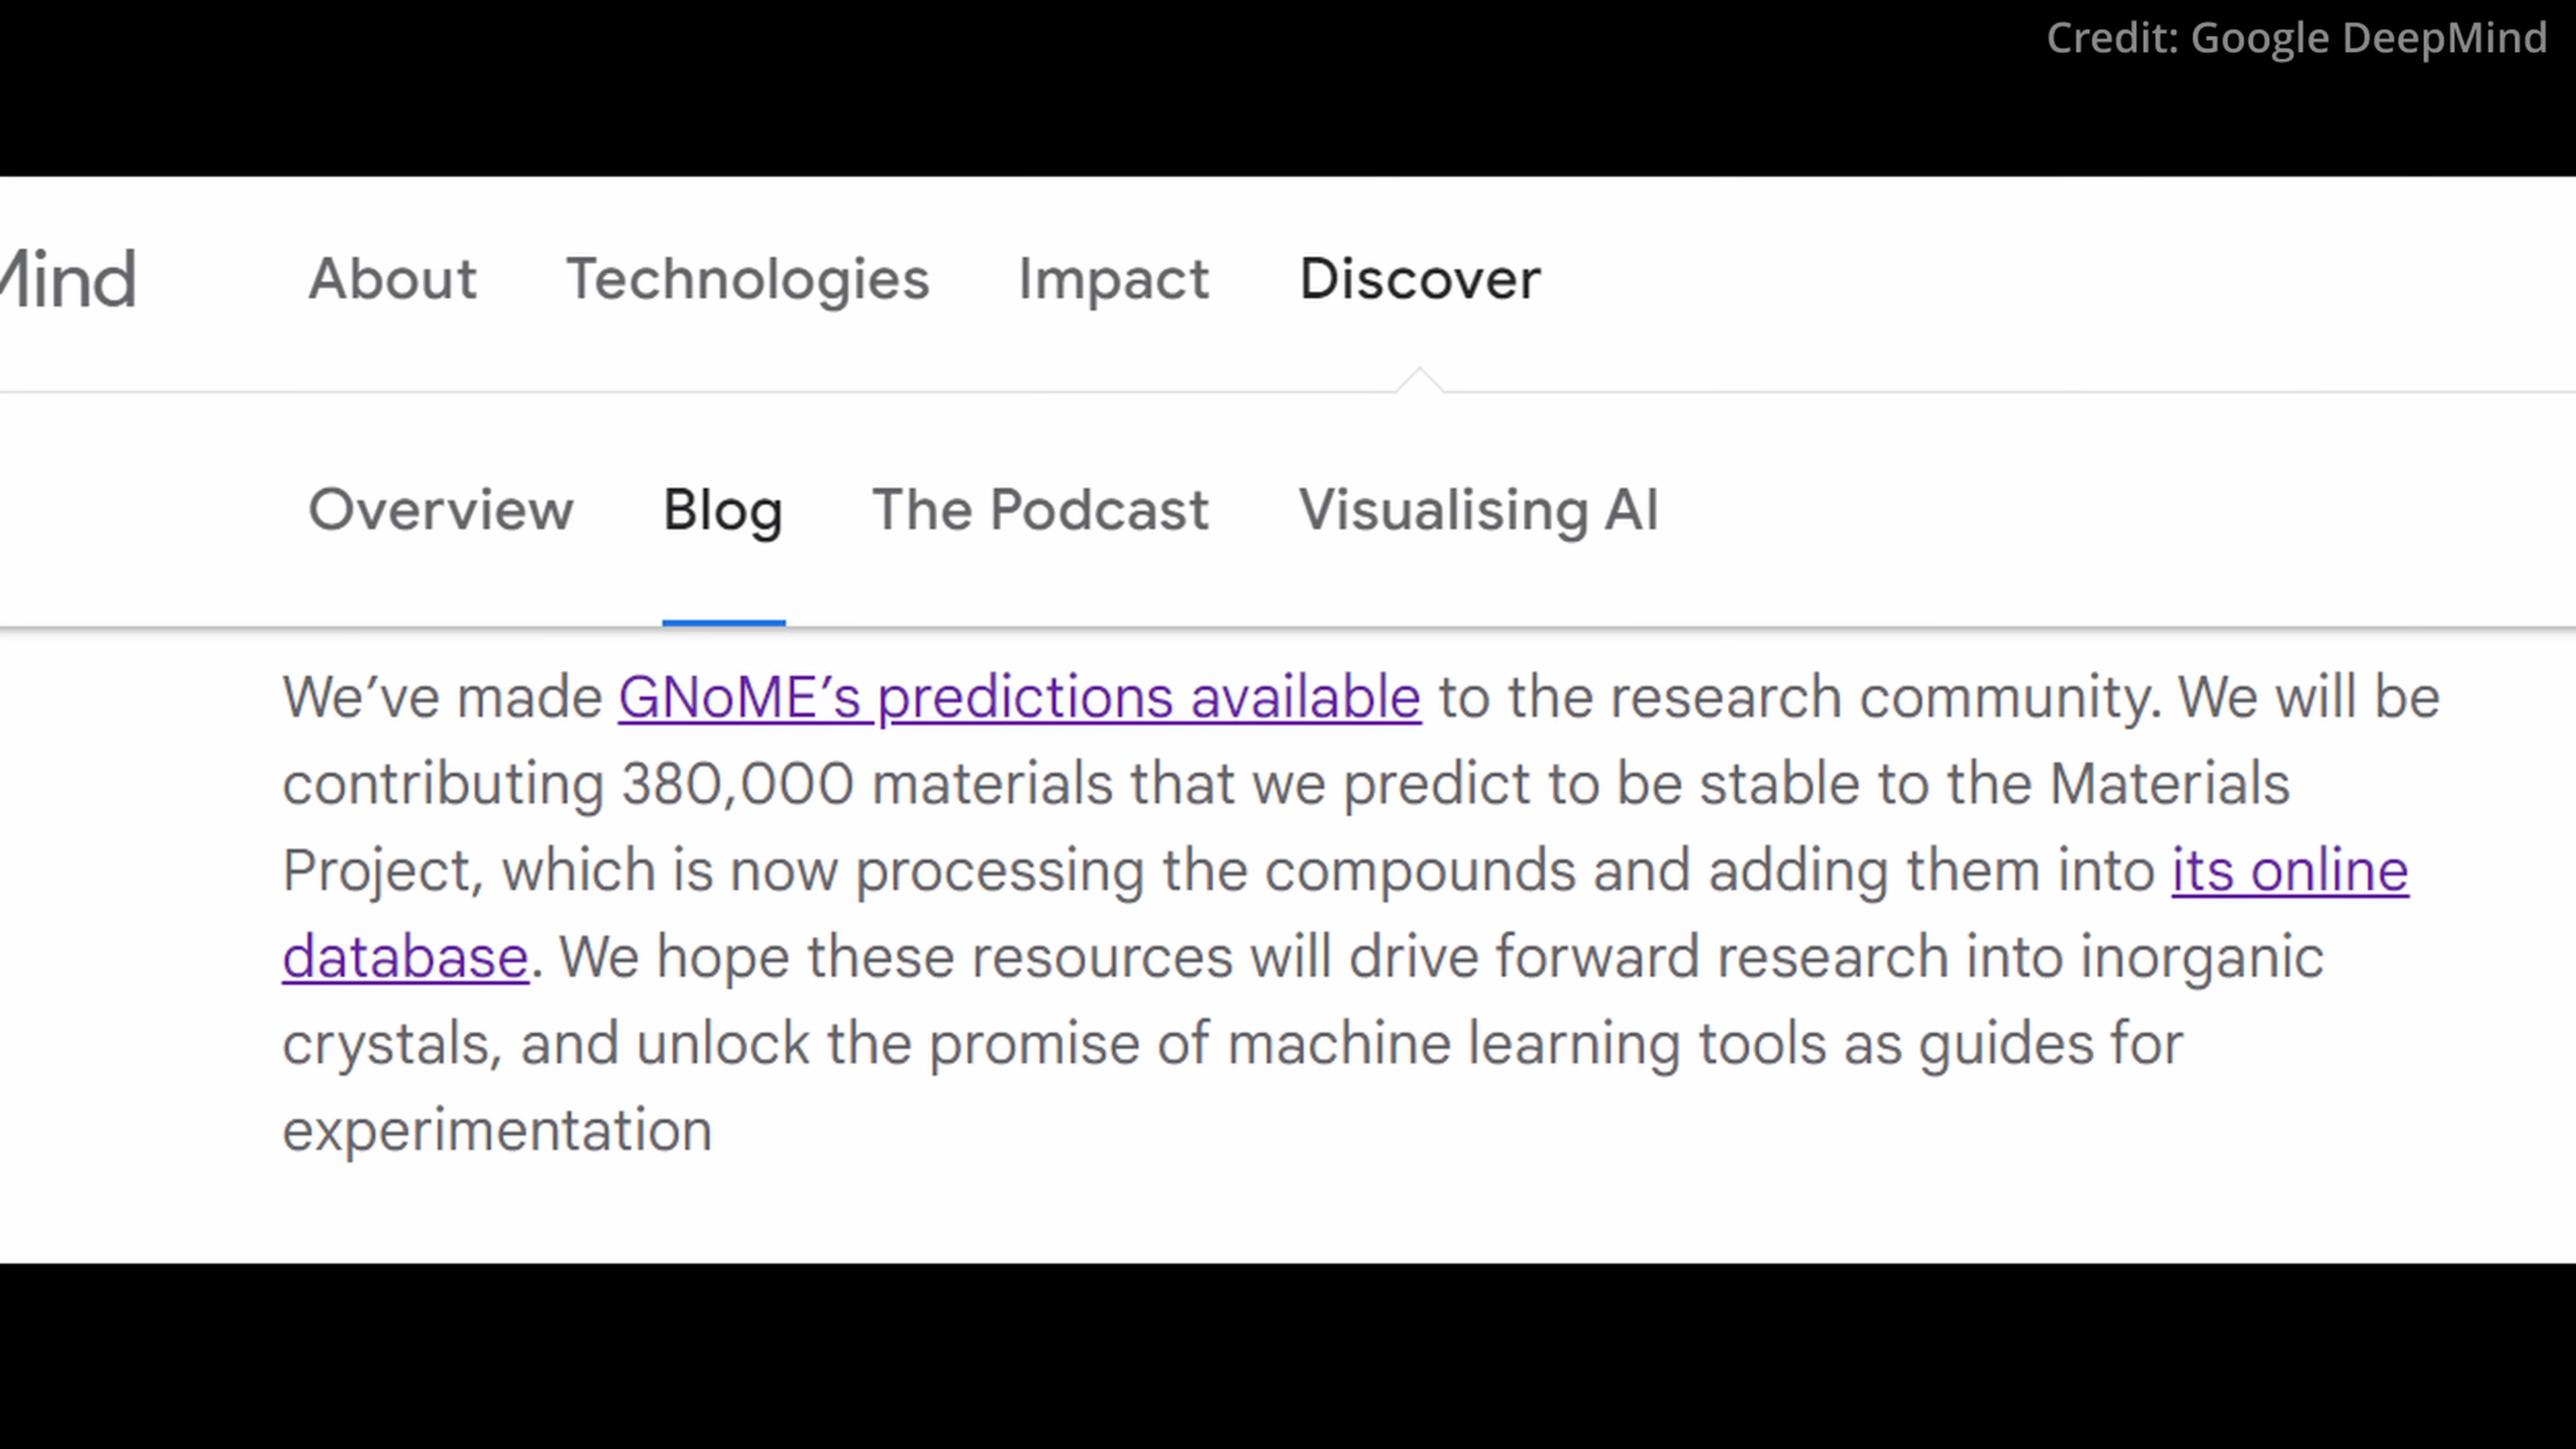 Credit: Google DeepMind
Mind
About Technologies Impact Discover
Overview Blog The Podcast Visualising AI
We’ve made GNoME’s predictions available to the research community. We will be
contributing 380,000 materials that we predict to be stable to the Materials
Project, which is now processing the compounds and adding them into its online
database. We hope these resources will drive forward research into inorganic
crystals, and unlock the promise of machine learning tools as guides for
experimentation